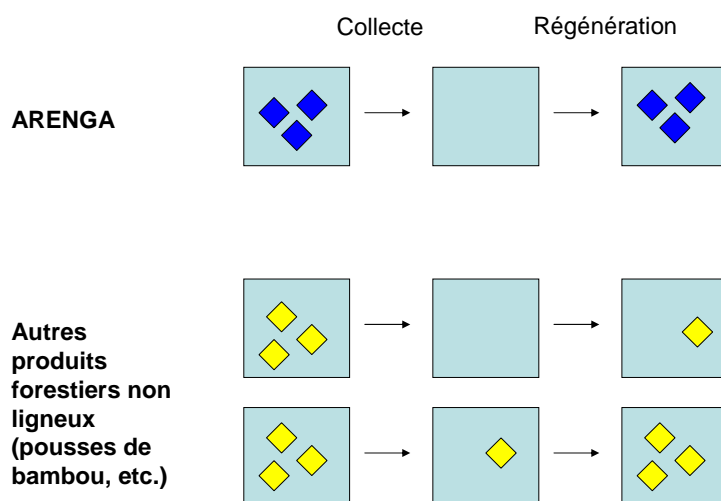 Collecte
Régénération
ARENGA
Autres
produits
forestiers non
ligneux
(pousses de
bambou, etc.)